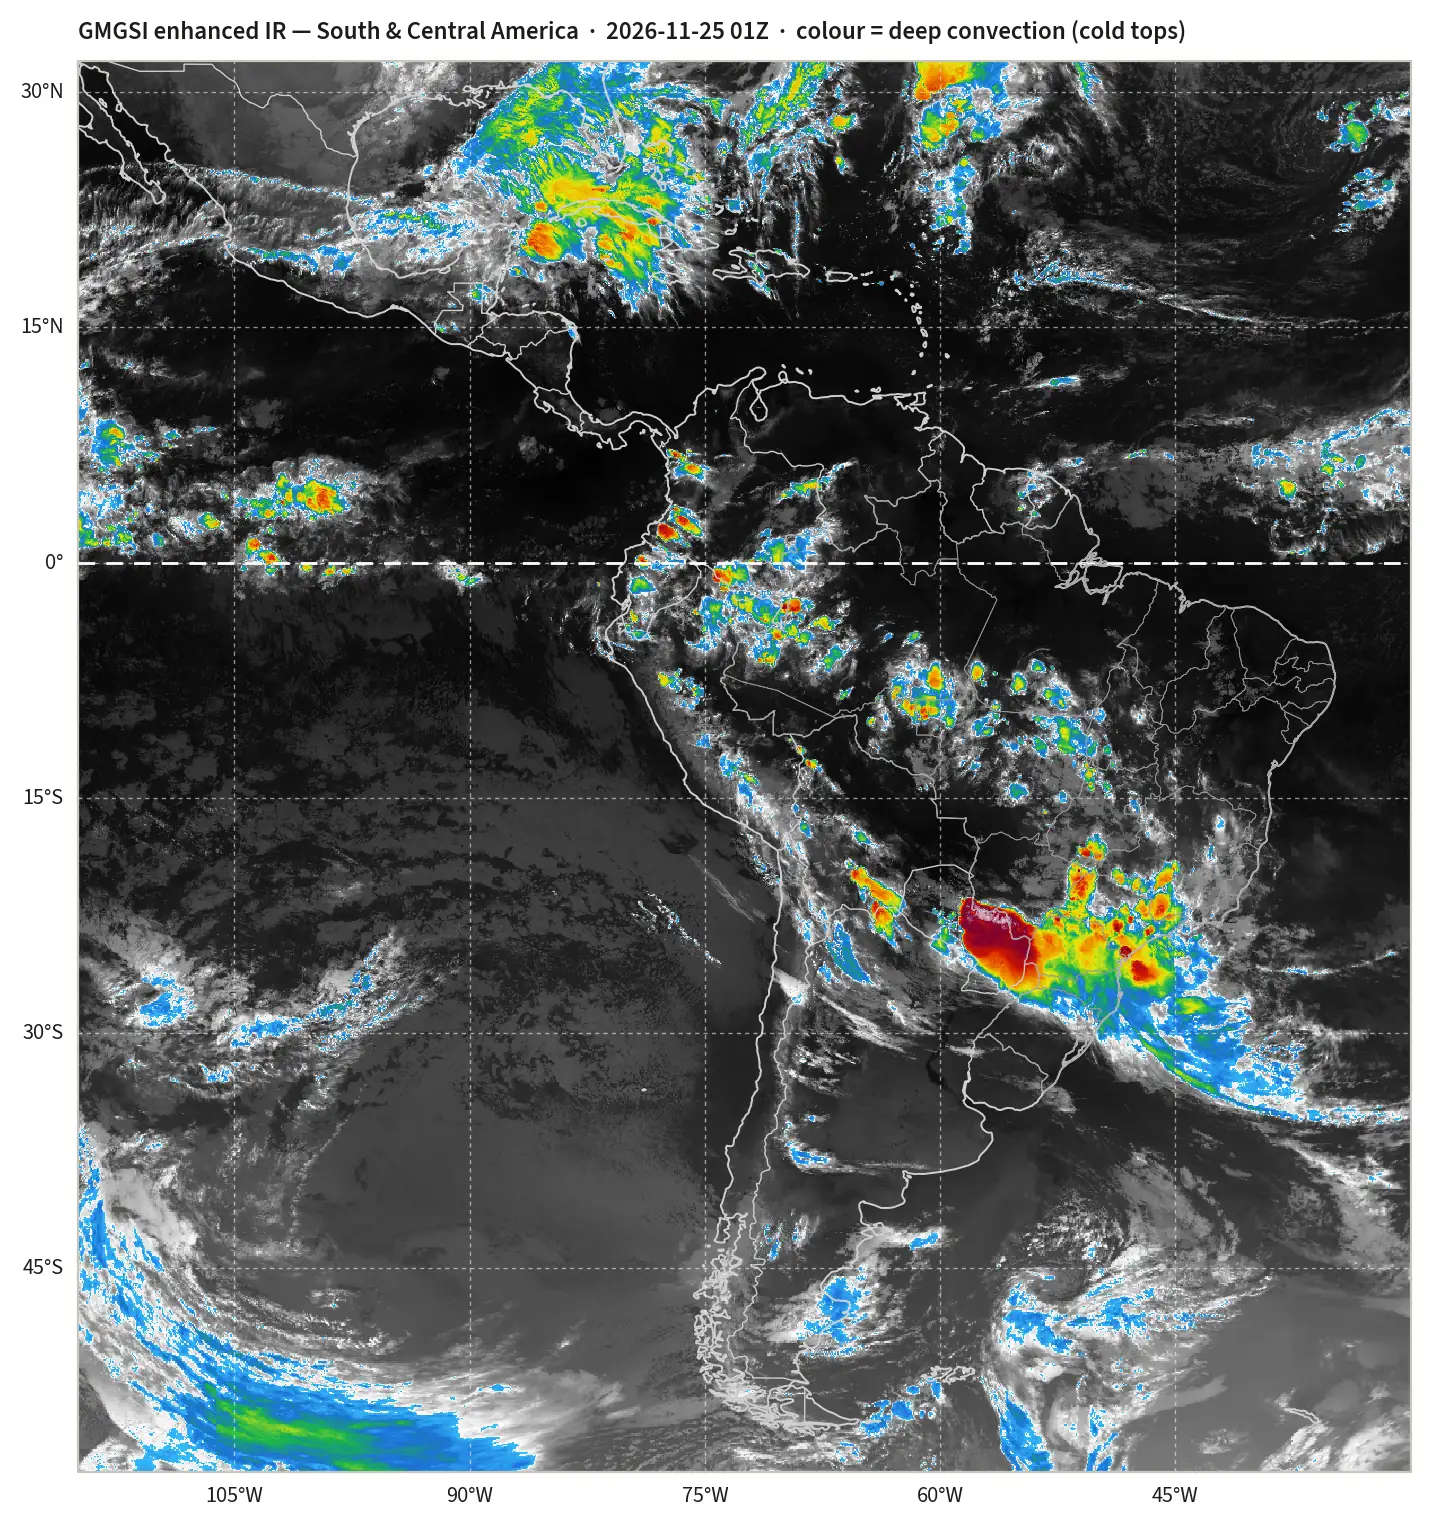 GMGSI enhanced IR — South & Central America · 2026-11-25 01Z · colour = deep convection (cold tops)
30°N
15°N
0°
15°S
30°S
45°S
105°W 90°W 75°W 60°W 45°W